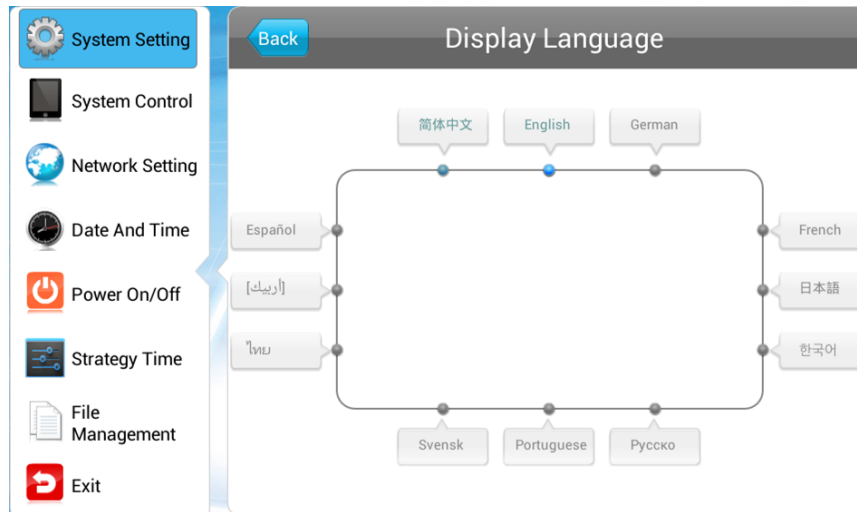 System Setting
System Control
Network Setting
Date And Time
Power On/Off
Strategy Time
File
Management
Exit
Back
Display Language
简体中文
English
German
Español
[أربيك]
ไทย
French
日本語
한국어
Svensk
Portuguese
Русско